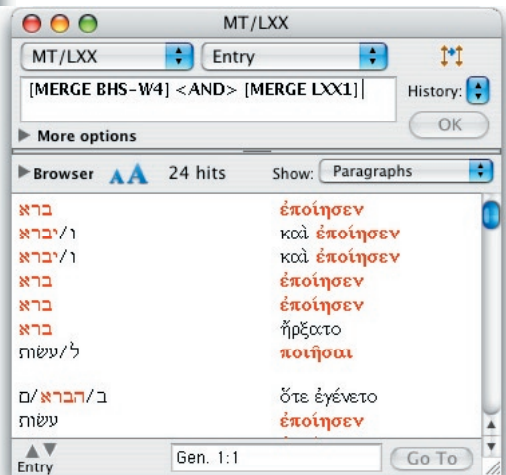 MT/LXX
MT/LXX Entry
[MERGE BHS-W4] <AND> [MERGE LXX1]
History:
OK
More options
Browser AA 24 hits Show: Paragraphs
ברא ἐποίησεν
ו/יברא καὶ ἐποίησεν
ו/יברא καὶ ἐποίησεν
ברא ἐποίησεν
ברא ἐποίησεν
ברא ἤρξατο
ל/עשׂות ποιῆσαι
ב/הברא/ם ὅτε ἐγένετο
עשׂות ἐποίησεν
Entry Gen. 1:1 Go To